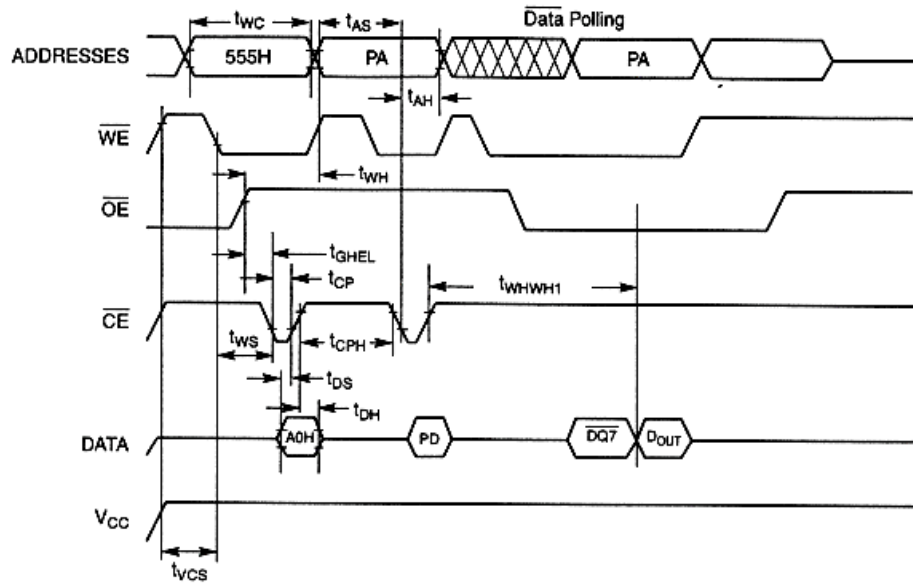 tWC tAS Data Polling
ADDRESSES 555H PA PA
tAH
WE
tWH
OE
tGHEL
tCP tWHWH1
CE
tWS tCPH
tDS
tDH
DATA A0H PD DQ7 DOUT
VCC
tVCS